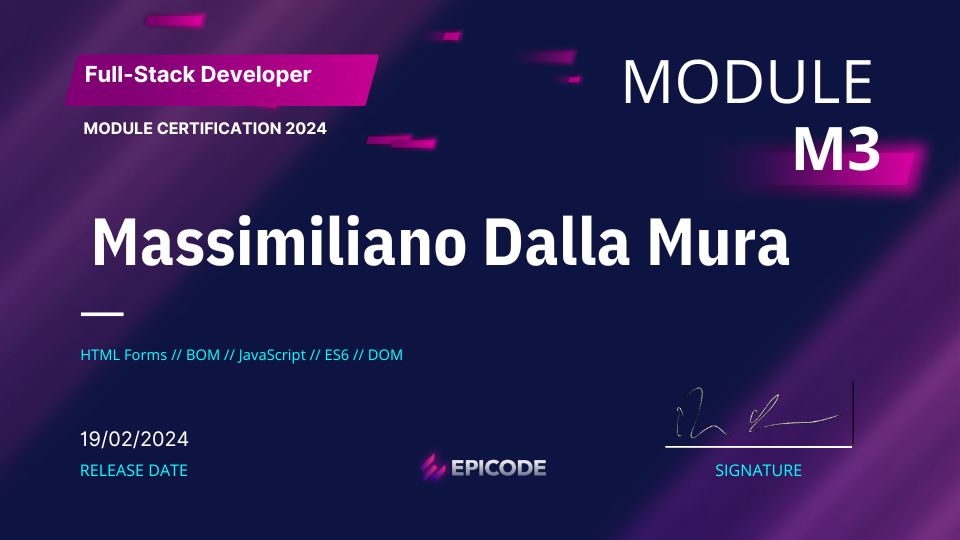 Full-Stack Developer
MODULE CERTIFICATION 2024
MODULE
M3
Massimiliano Dalla Mura
HTML Forms // BOM // JavaScript // ES6 // DOM
19/02/2024
RELEASE DATE
EPICODE
SIGNATURE